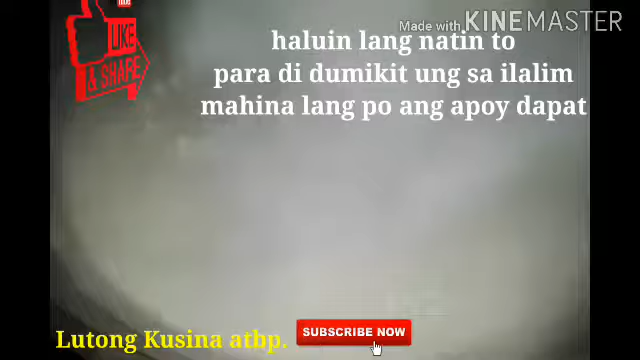 YouTube
LIKE
& SHARE
Made with KINEMASTER
haluin lang natin to
para di dumikit ung sa ilalim
mahina lang po ang apoy dapat
Lutong Kusina atbp.
SUBSCRIBE NOW